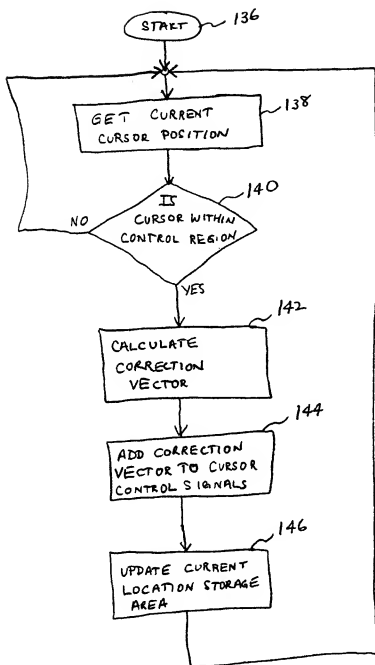 START
136
GET CURRENT
CURSOR POSITION
138
IS
CURSOR WITHIN
CONTROL REGION
140
NO
YES
CALCULATE
CORRECTION
VECTOR
142
ADD CORRECTION
VECTOR TO CURSOR
CONTROL SIGNALS
144
UPDATE CURRENT
LOCATION STORAGE
AREA
146